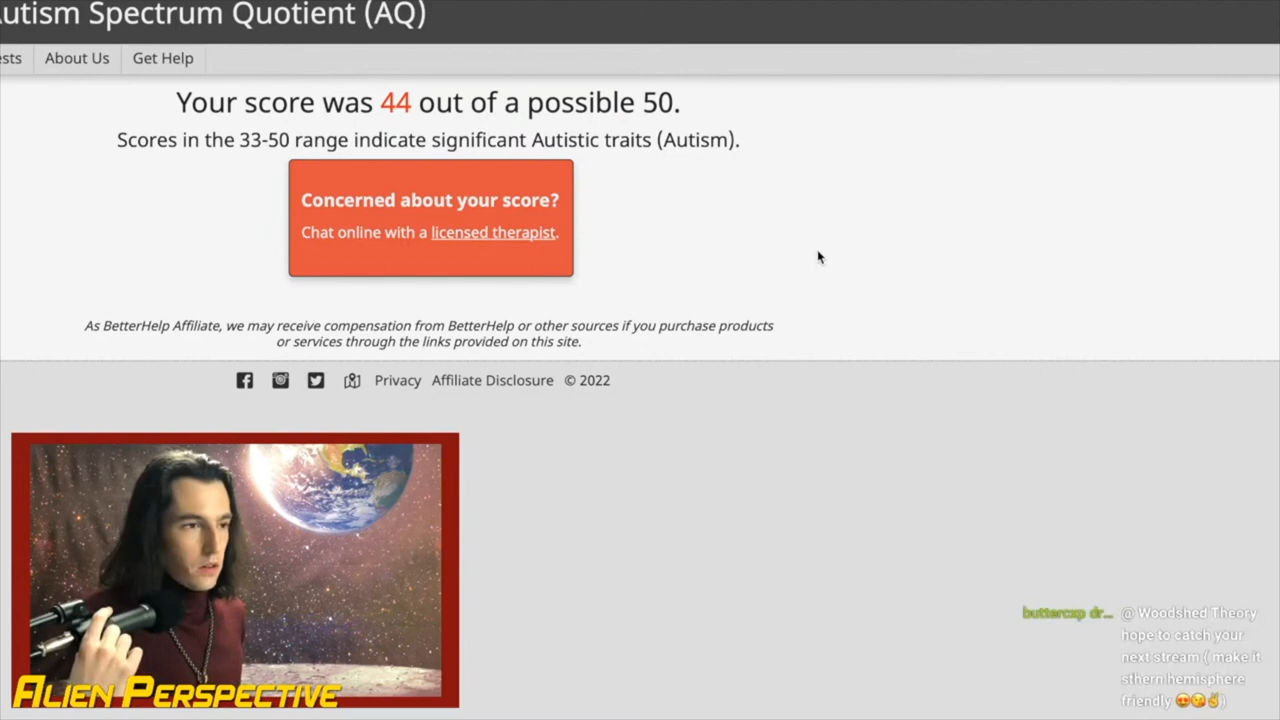 utism Spectrum Quotient (AQ)
ests About Us Get Help
Your score was 44 out of a possible 50.
Scores in the 33-50 range indicate significant Autistic traits (Autism).
Concerned about your score?
Chat online with a licensed therapist.
As BetterHelp Affiliate, we may receive compensation from BetterHelp or other sources if you purchase products
or services through the links provided on this site.
Privacy Affiliate Disclosure © 2022
ALIEN PERSPECTIVE
buttercup dr... @ Woodshed Theory
hope to catch your
next stream ( make it
sthern hemisphere
friendly 😍😘✌️)